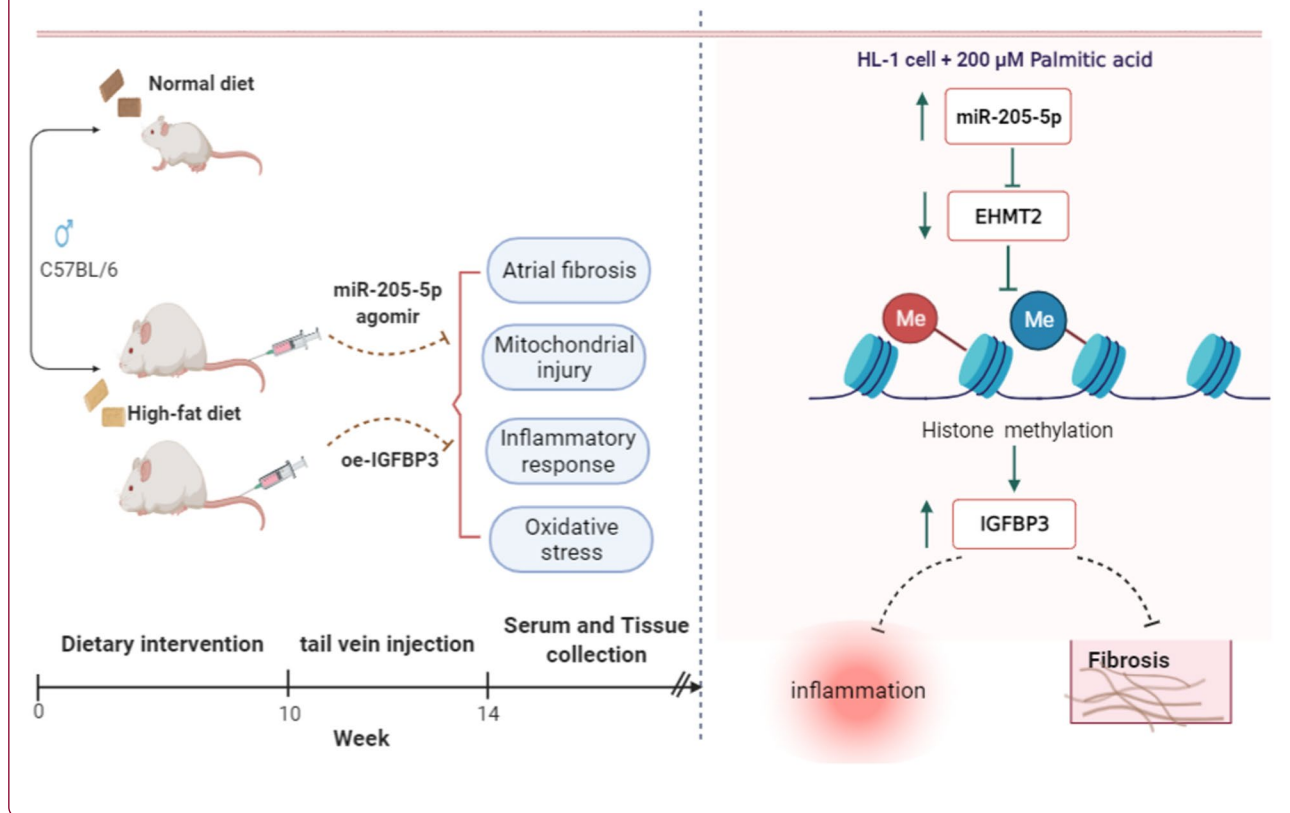 Normal diet
C57BL/6
miR-205-5p
agomir
High-fat diet
oe-IGFBP3
Atrial fibrosis
Mitochondrial
injury
Inflammatory
response
Oxidative
stress
Dietary intervention
tail vein injection
Serum and Tissue
collection
0
10
14
Week
HL-1 cell + 200 μM Palmitic acid
miR-205-5p
EHMT2
Me
Me
Histone methylation
IGFBP3
inflammation
Fibrosis